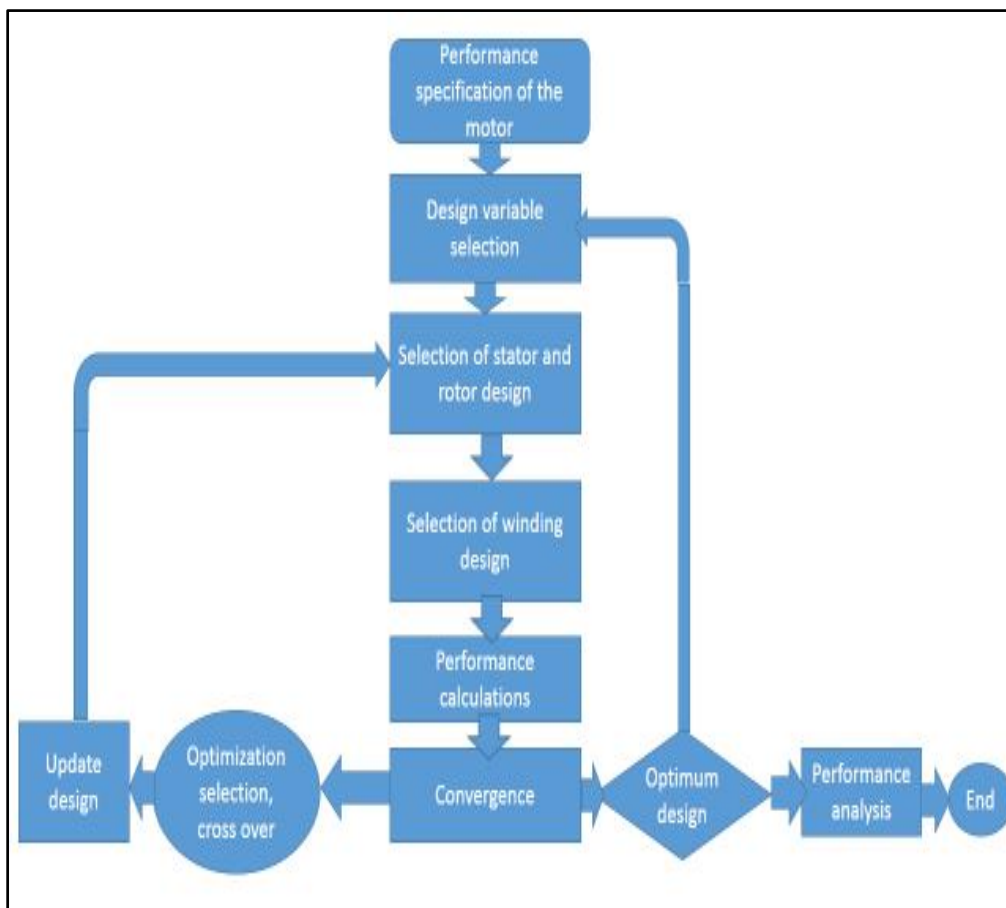 Performance
specification of the
motor
Design variable
selection
Selection of stator and
rotor design
Selection of winding
design
Performance
calculations
Update
design
Optimization
selection,
cross over
Convergence
Optimum
design
Performance
analysis
End